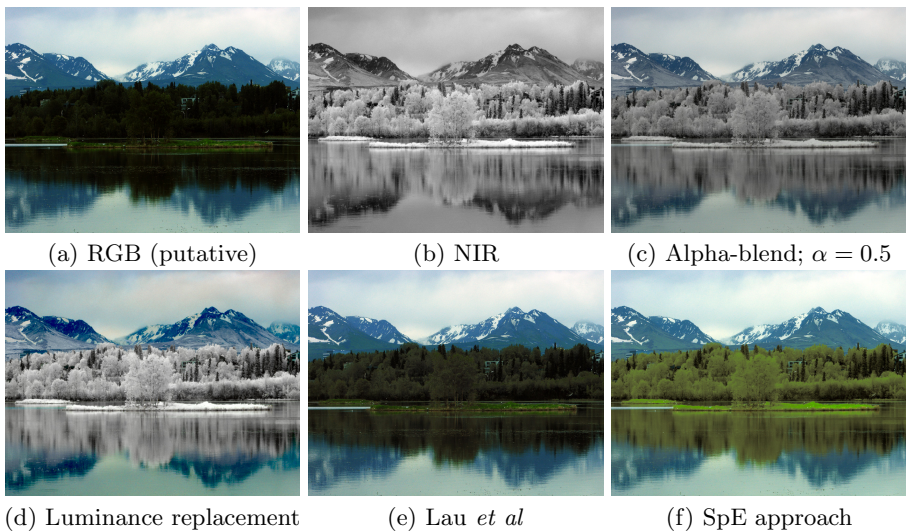 (a) RGB (putative)
(b) NIR
(c) Alpha-blend; α = 0.5
(d) Luminance replacement
(e) Lau et al
(f) SpE approach